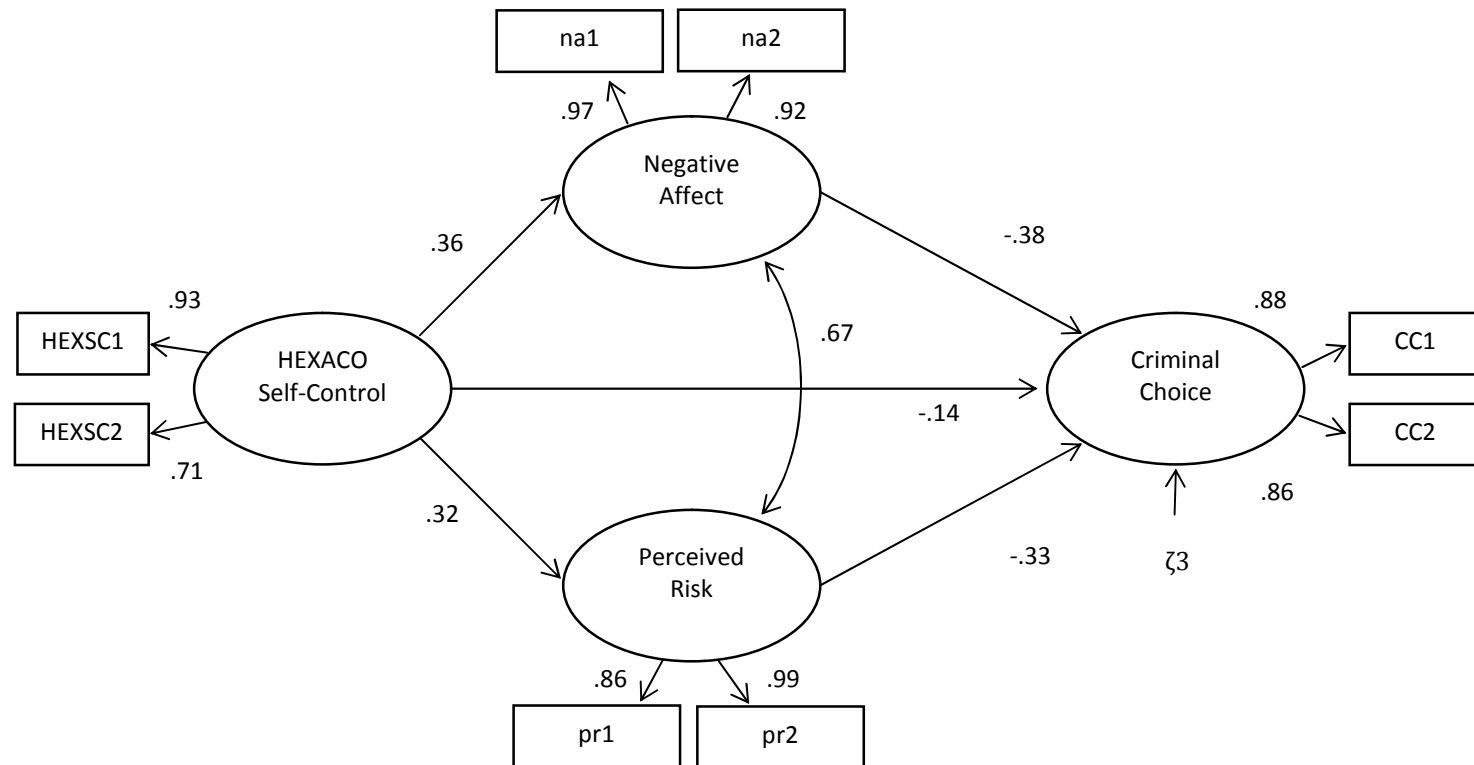 na1
na2
.97
.92
Negative
Affect
.36
-.38
.93
.88
HEXSC1
HEXACO
Self-Control
.67
Criminal
Choice
CC1
HEXSC2
-.14
CC2
.71
.86
.32
Perceived
Risk
-.33
ζ3
.86
.99
pr1
pr2